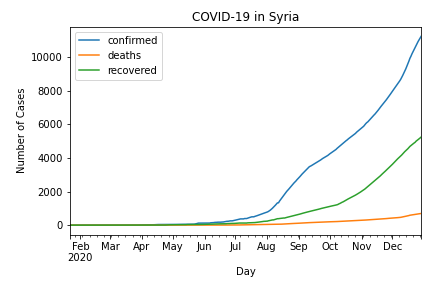 COVID-19 in Syria
confirmed
deaths
recovered
Number of Cases
10000
8000
6000
4000
2000
0
Feb Mar Apr May Jun Jul Aug Sep Oct Nov Dec
2020
Day